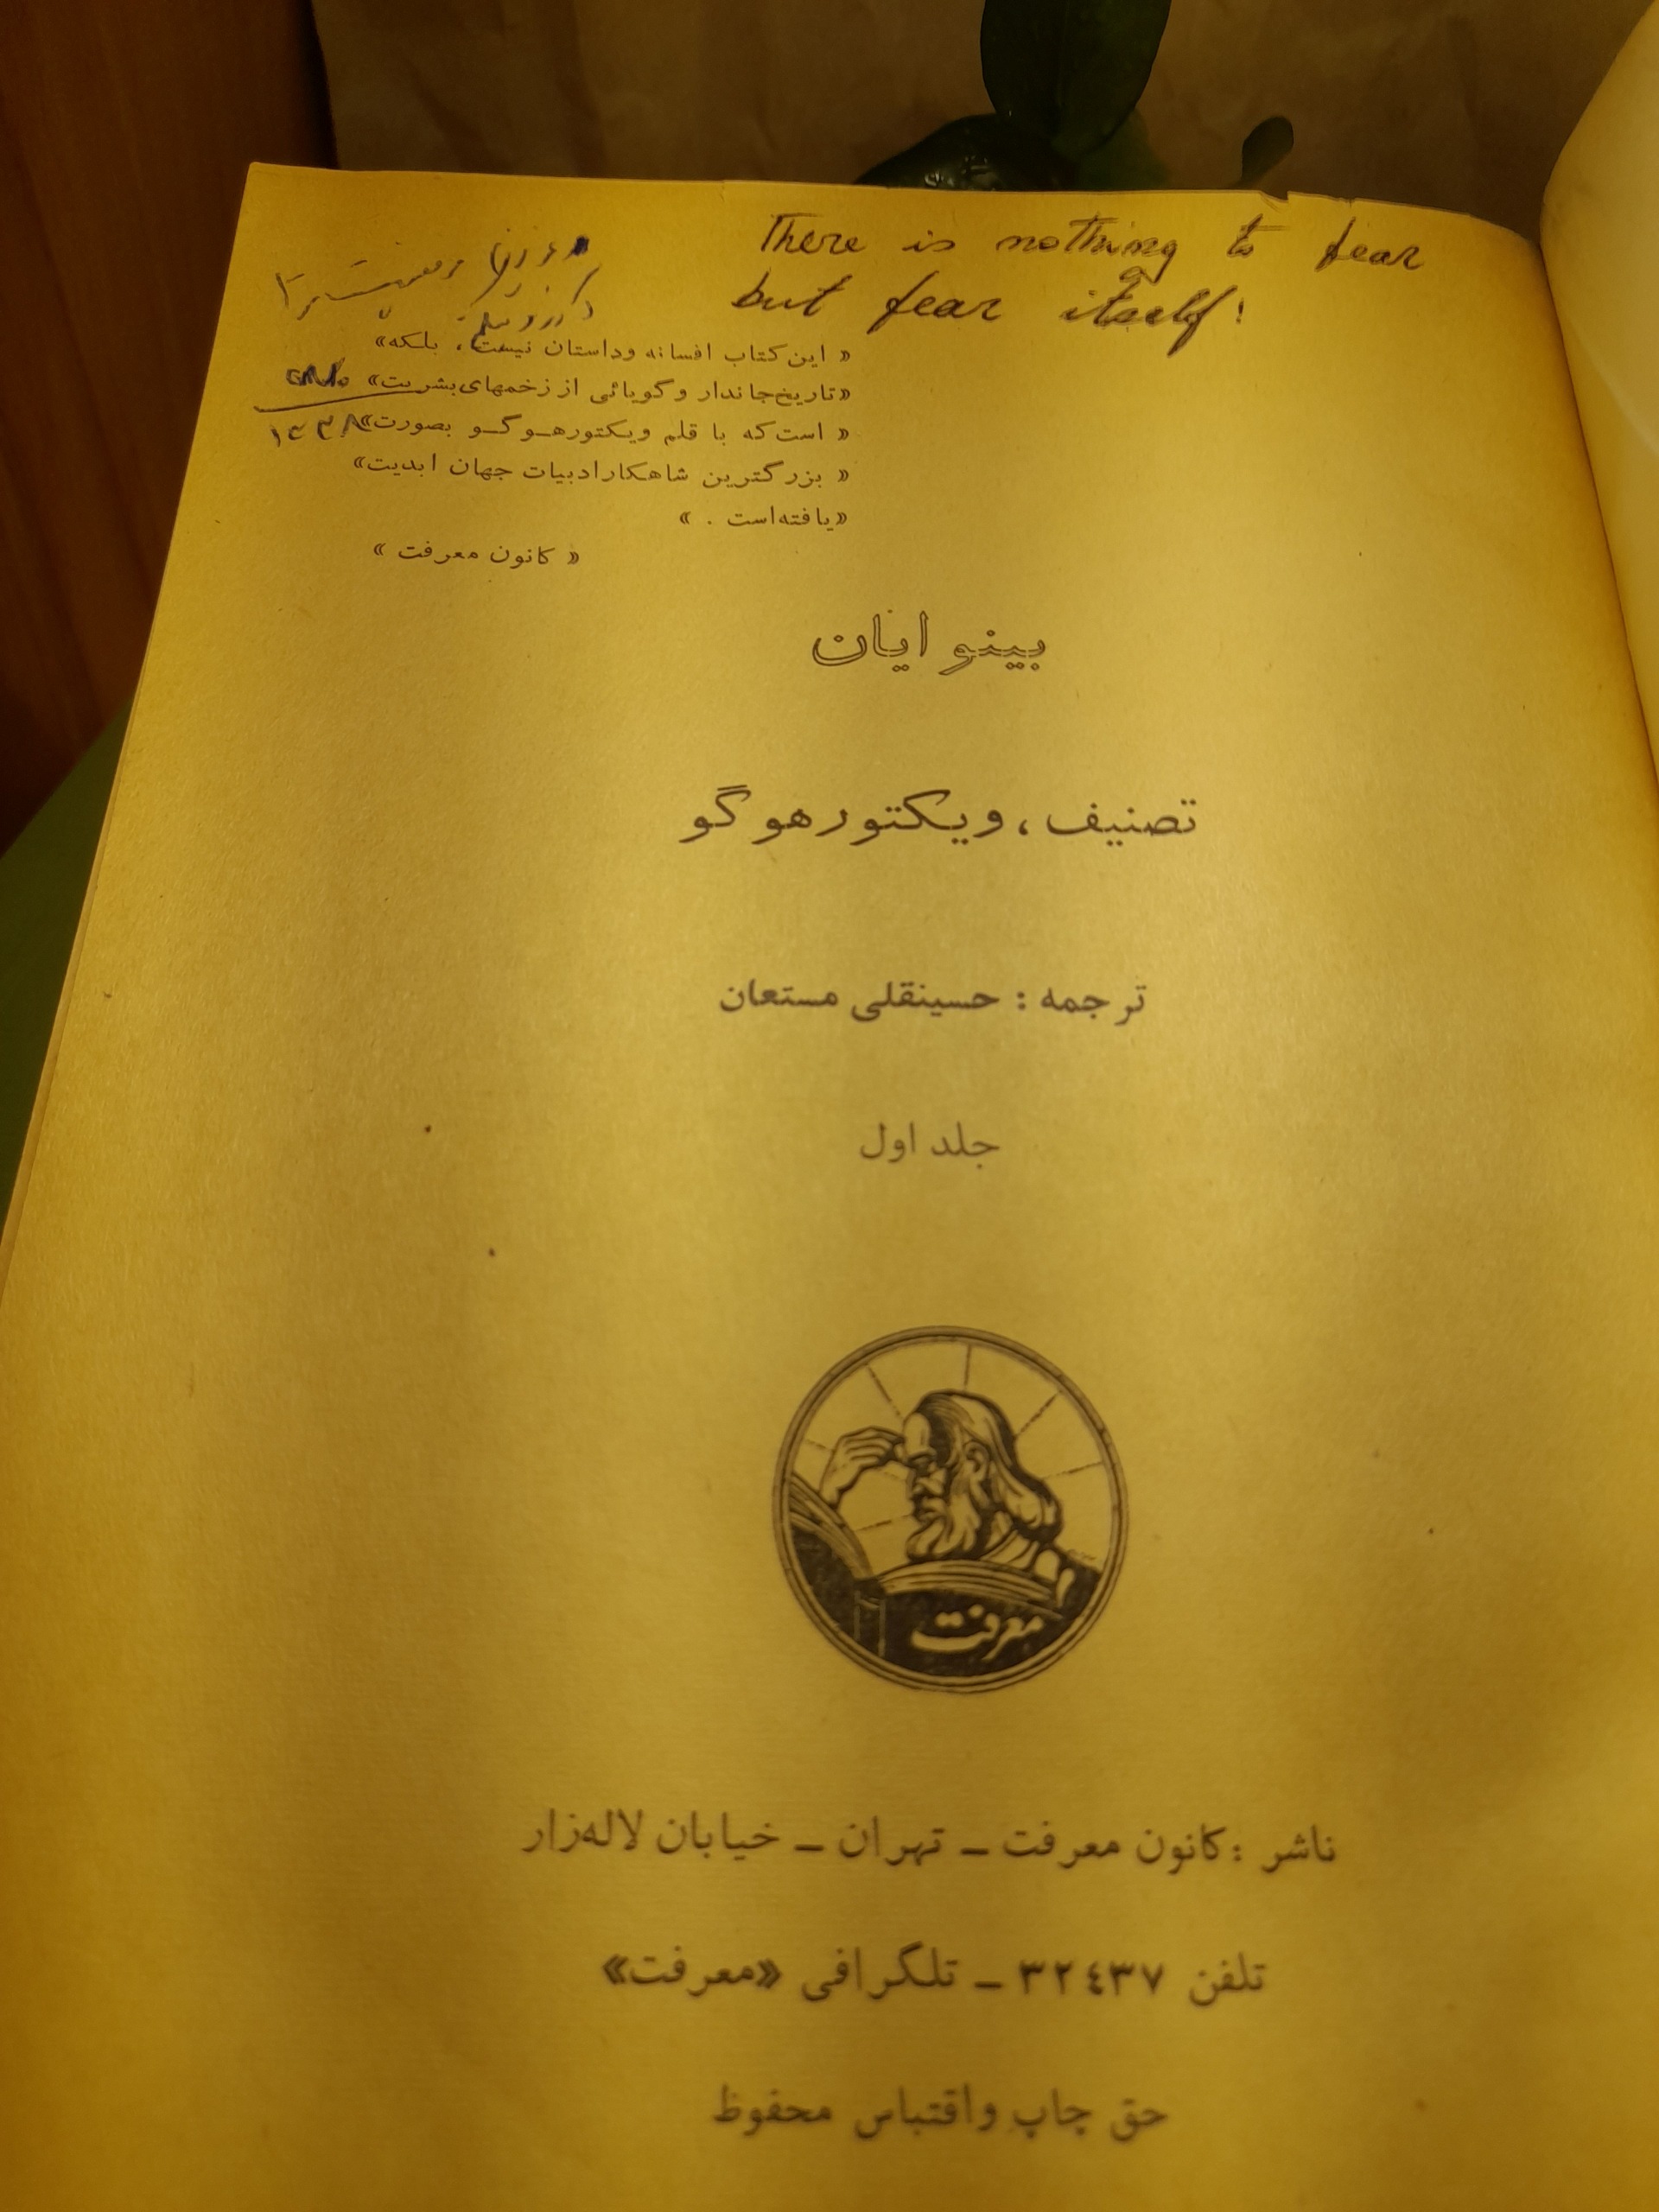 There is nothing to fear
but fear itself!
« این کتاب افسانه وداستان نیست، بلکه»
«تاریخ‌جاندار وگویائی از زخمهای‌بشریت»
« است که با قلم ویکتورهوگو بصورت»
« بزرگترین شاهکارادبیات جهان ابدیت»
«یافته‌است . »
« کانون معرفت »
۱۳۳۸
بینوایان
تصنیف، ویکتورهوگو
ترجمه : حسینقلی مستعان
جلد اول
معرفت
ناشر : کانون معرفت ـ تهران ـ خیابان لاله‌زار
تلفن ۳۲٤۳۷ ـ تلگرافی «معرفت»
حق چاپ واقتباس محفوظ